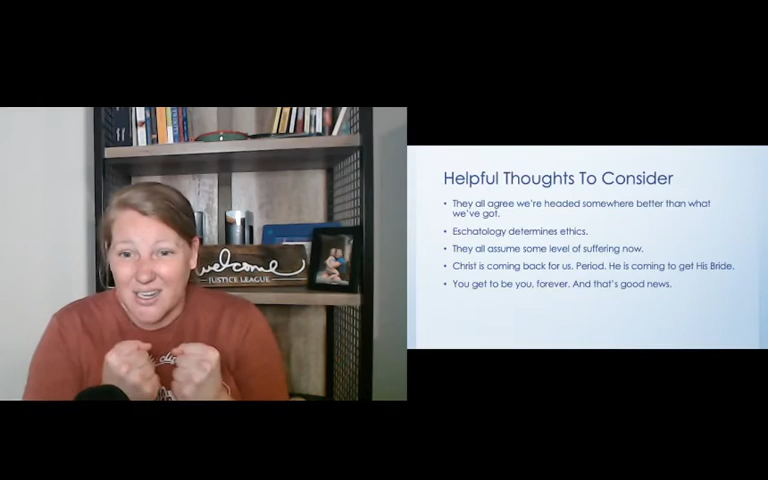 welcome
JUSTICE LEAGUE
Helpful Thoughts To Consider
• They all agree we're headed somewhere better than what
we've got.
• Eschatology determines ethics.
• They all assume some level of suffering now.
• Christ is coming back for us. Period. He is coming to get His Bride.
• You get to be you, forever. And that's good news.